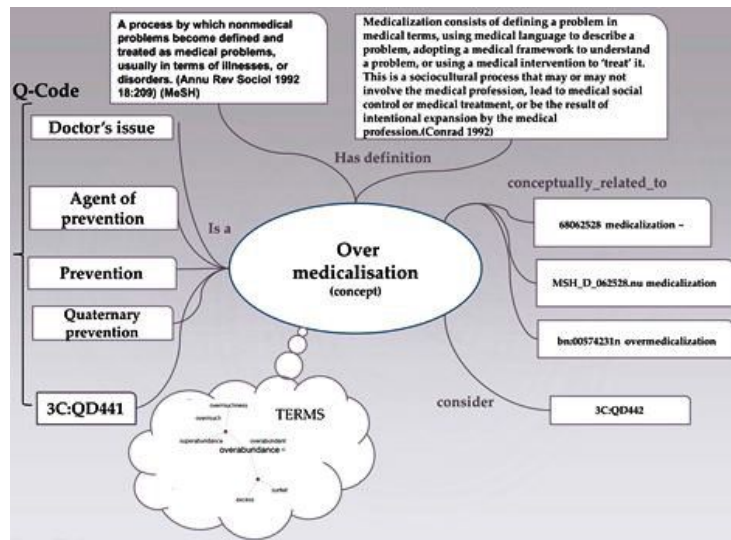 A process by which nonmedical
problems become defined and
treated as medical problems,
usually in terms of illnesses, or
disorders. (Annu Rev Sociol 1992
18:209) (MeSH)
Medicalization consists of defining a problem in
medical terms, using medical language to describe a
problem, adopting a medical framework to understand
a problem, or using a medical intervention to ‘treat’ it.
This is a sociocultural process that may or may not
involve the medical profession, lead to medical social
control or medical treatment, or be the result of
intentional expansion by the medical
profession.(Conrad 1992)
Q-Code
Doctor's issue
Agent of
prevention
Prevention
Quaternary
prevention
3C:QD441
Is a
Has definition
Over
medicalisation
(concept)
conceptually_related_to
68062528 medicalization -
MSH_D_062528.nu medicalization
bn:00574231n overmedicalization
consider
3C:QD442
TERMS
overmuchness
overmuch
superabundance
overabundant
overabundance
excess
surfeit